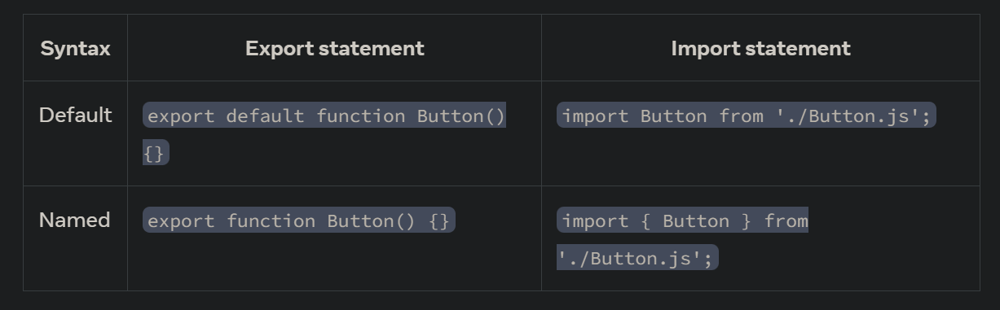 Syntax Export statement Import statement
Default export default function Button() import Button from './Button.js';
{}
Named export function Button() {} import { Button } from
'./Button.js';